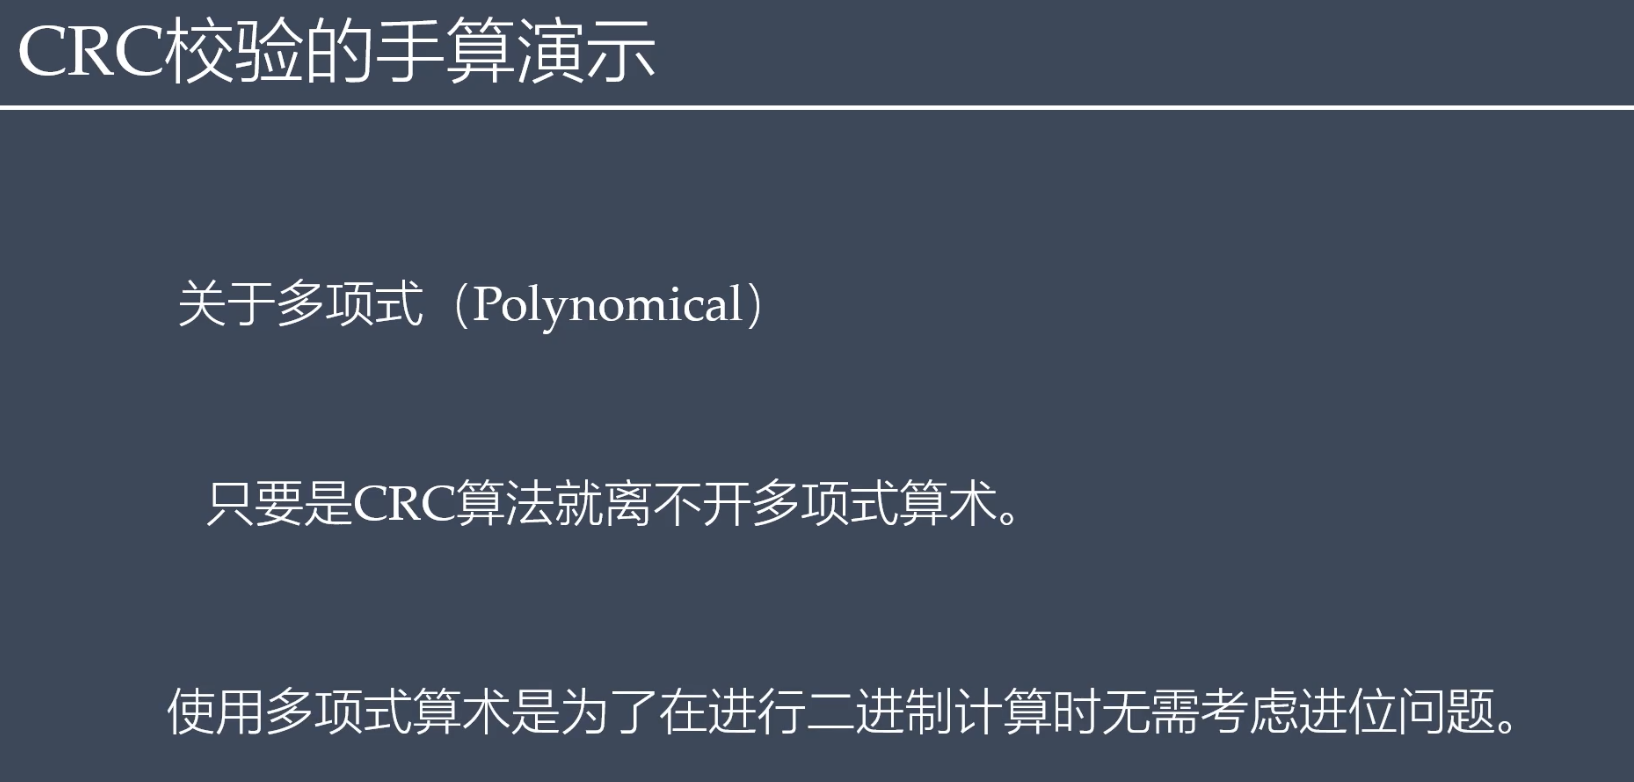 CRC校验的手算演示
关于多项式（Polynomical）
只要是CRC算法就离不开多项式算术。
使用多项式算术是为了在进行二进制计算时无需考虑进位问题。